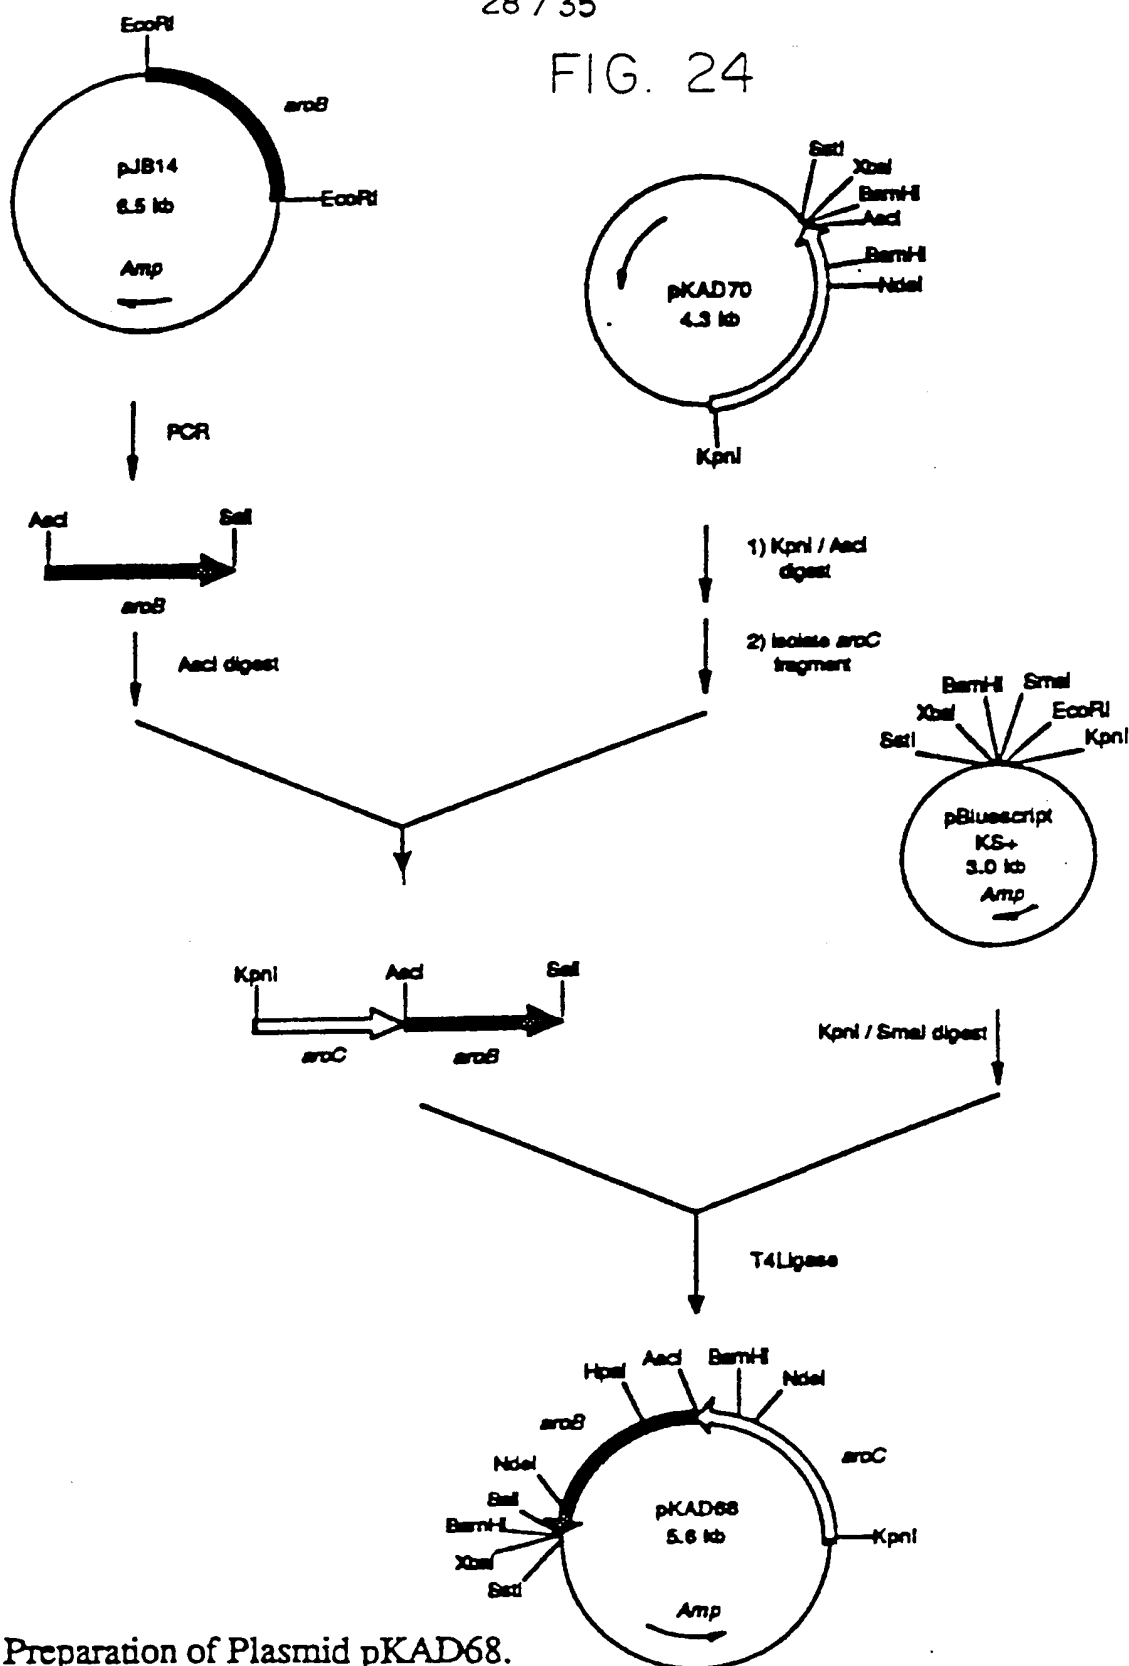 28 / 35
FIG. 24
EcoRI
aroB
pJB14
6.5 kb
EcoRI
Amp
SstI
XbaI
BamHI
AscI
BamHI
NdeI
pKAD70
4.3 kb
KpnI
PCR
AscI
SalI
aroB
AscI digest
1) KpnI / AscI
digest
2) Isolate aroC
fragment
BamHI
SmaI
XbaI
EcoRI
SstI
KpnI
pBluescript
KS+
3.0 kb
Amp
KpnI
AscI
SalI
aroC
aroB
KpnI / SmaI digest
T4Ligase
HpaI
AscI
BamHI
NdeI
aroB
aroC
NdeI
SalI
BamHI
XbaI
SstI
pKAD68
5.6 kb
KpnI
Amp
Preparation of Plasmid pKAD68.